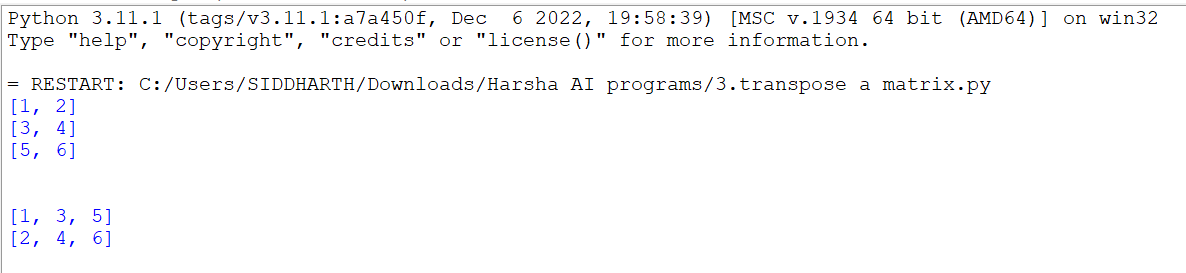 Python 3.11.1 (tags/v3.11.1:a7a450f, Dec  6 2022, 19:58:39) [MSC v.1934 64 bit (AMD64)] on win32
Type "help", "copyright", "credits" or "license()" for more information.
= RESTART: C:/Users/SIDDHARTH/Downloads/Harsha AI programs/3.transpose a matrix.py
[1, 2]
[3, 4]
[5, 6]
[1, 3, 5]
[2, 4, 6]